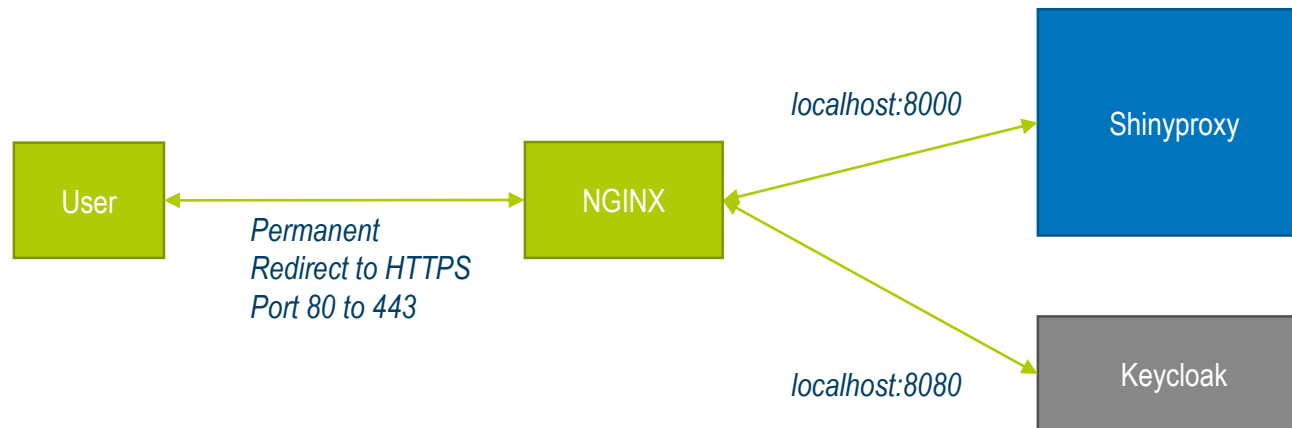 User
Permanent
Redirect to HTTPS
Port 80 to 443
NGINX
localhost:8000
Shinyproxy
localhost:8080
Keycloak